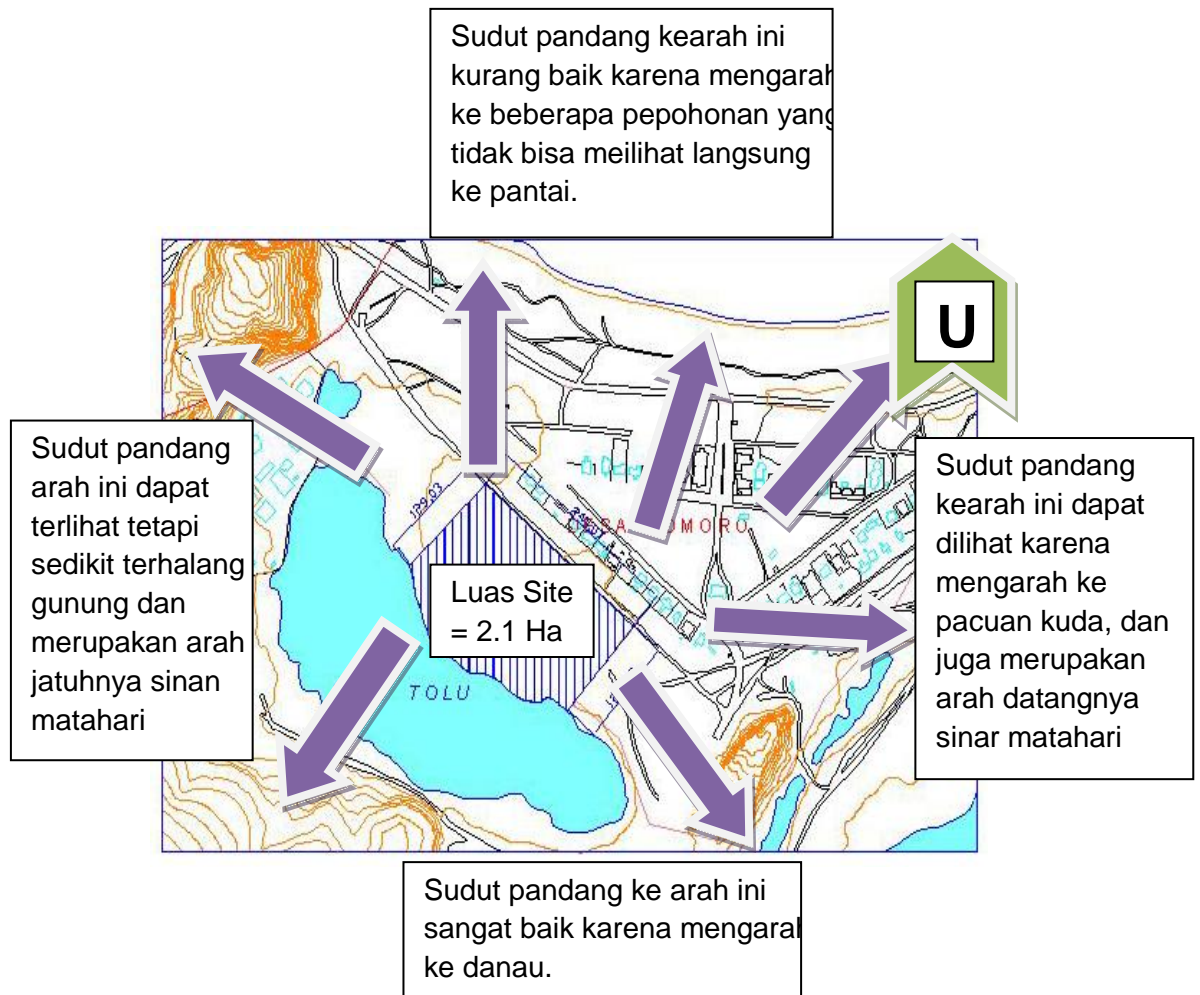 Sudut pandang kearah ini
kurang baik karena mengarah
ke beberapa pepohonan yang
tidak bisa meilihat langsung
ke pantai.
U
Sudut pandang
arah ini dapat
terlihat tetapi
sedikit terhalang
gunung dan
merupakan arah
jatuhnya sinan
matahari
129,03
Luas Site
= 2.1 Ha
TOLU
Sudut pandang
kearah ini dapat
dilihat karena
mengarah ke
pacuan kuda, dan
juga merupakan
arah datangnya
sinar matahari
Sudut pandang ke arah ini
sangat baik karena mengarah
ke danau.